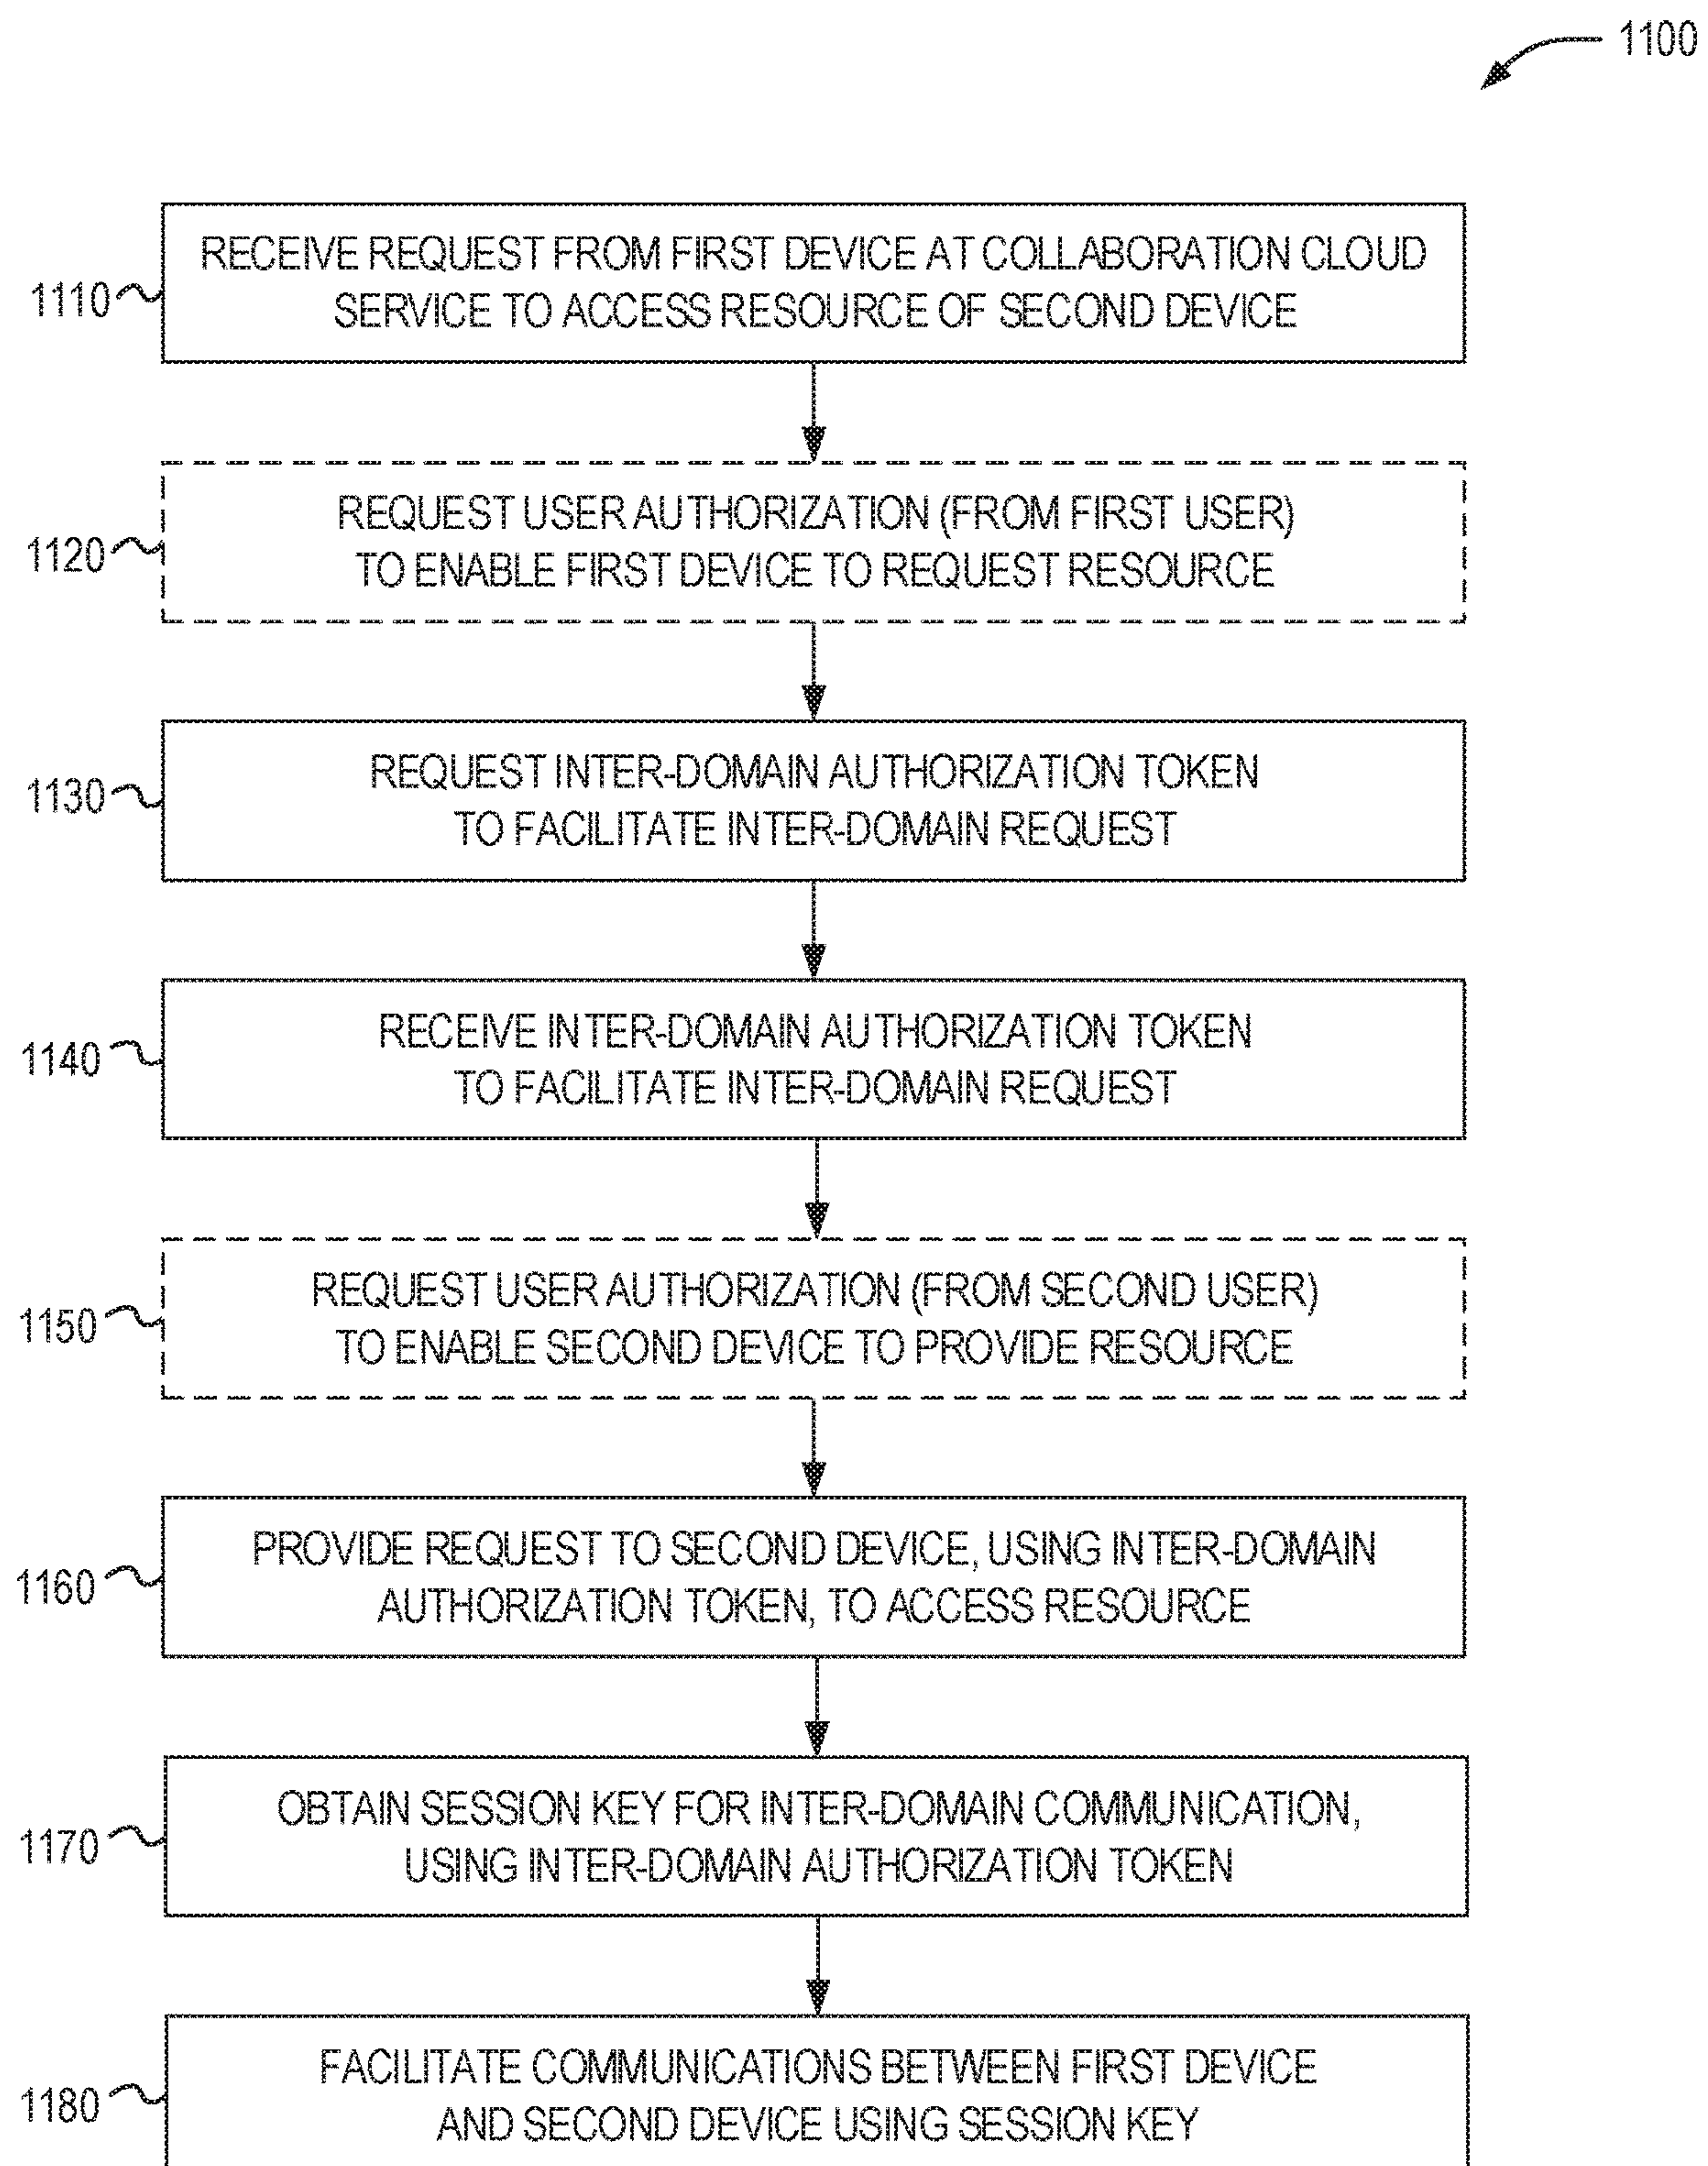 1100
RECEIVE REQUEST FROM FIRST DEVICE AT COLLABORATION CLOUD
SERVICE TO ACCESS RESOURCE OF SECOND DEVICE
1110
REQUEST USER AUTHORIZATION (FROM FIRST USER)
TO ENABLE FIRST DEVICE TO REQUEST RESOURCE
1120
REQUEST INTER-DOMAIN AUTHORIZATION TOKEN
TO FACILITATE INTER-DOMAIN REQUEST
1130
RECEIVE INTER-DOMAIN AUTHORIZATION TOKEN
TO FACILITATE INTER-DOMAIN REQUEST
1140
REQUEST USER AUTHORIZATION (FROM SECOND USER)
TO ENABLE SECOND DEVICE TO PROVIDE RESOURCE
1150
PROVIDE REQUEST TO SECOND DEVICE, USING INTER-DOMAIN
AUTHORIZATION TOKEN, TO ACCESS RESOURCE
1160
OBTAIN SESSION KEY FOR INTER-DOMAIN COMMUNICATION,
USING INTER-DOMAIN AUTHORIZATION TOKEN
1170
FACILITATE COMMUNICATIONS BETWEEN FIRST DEVICE
AND SECOND DEVICE USING SESSION KEY
1180